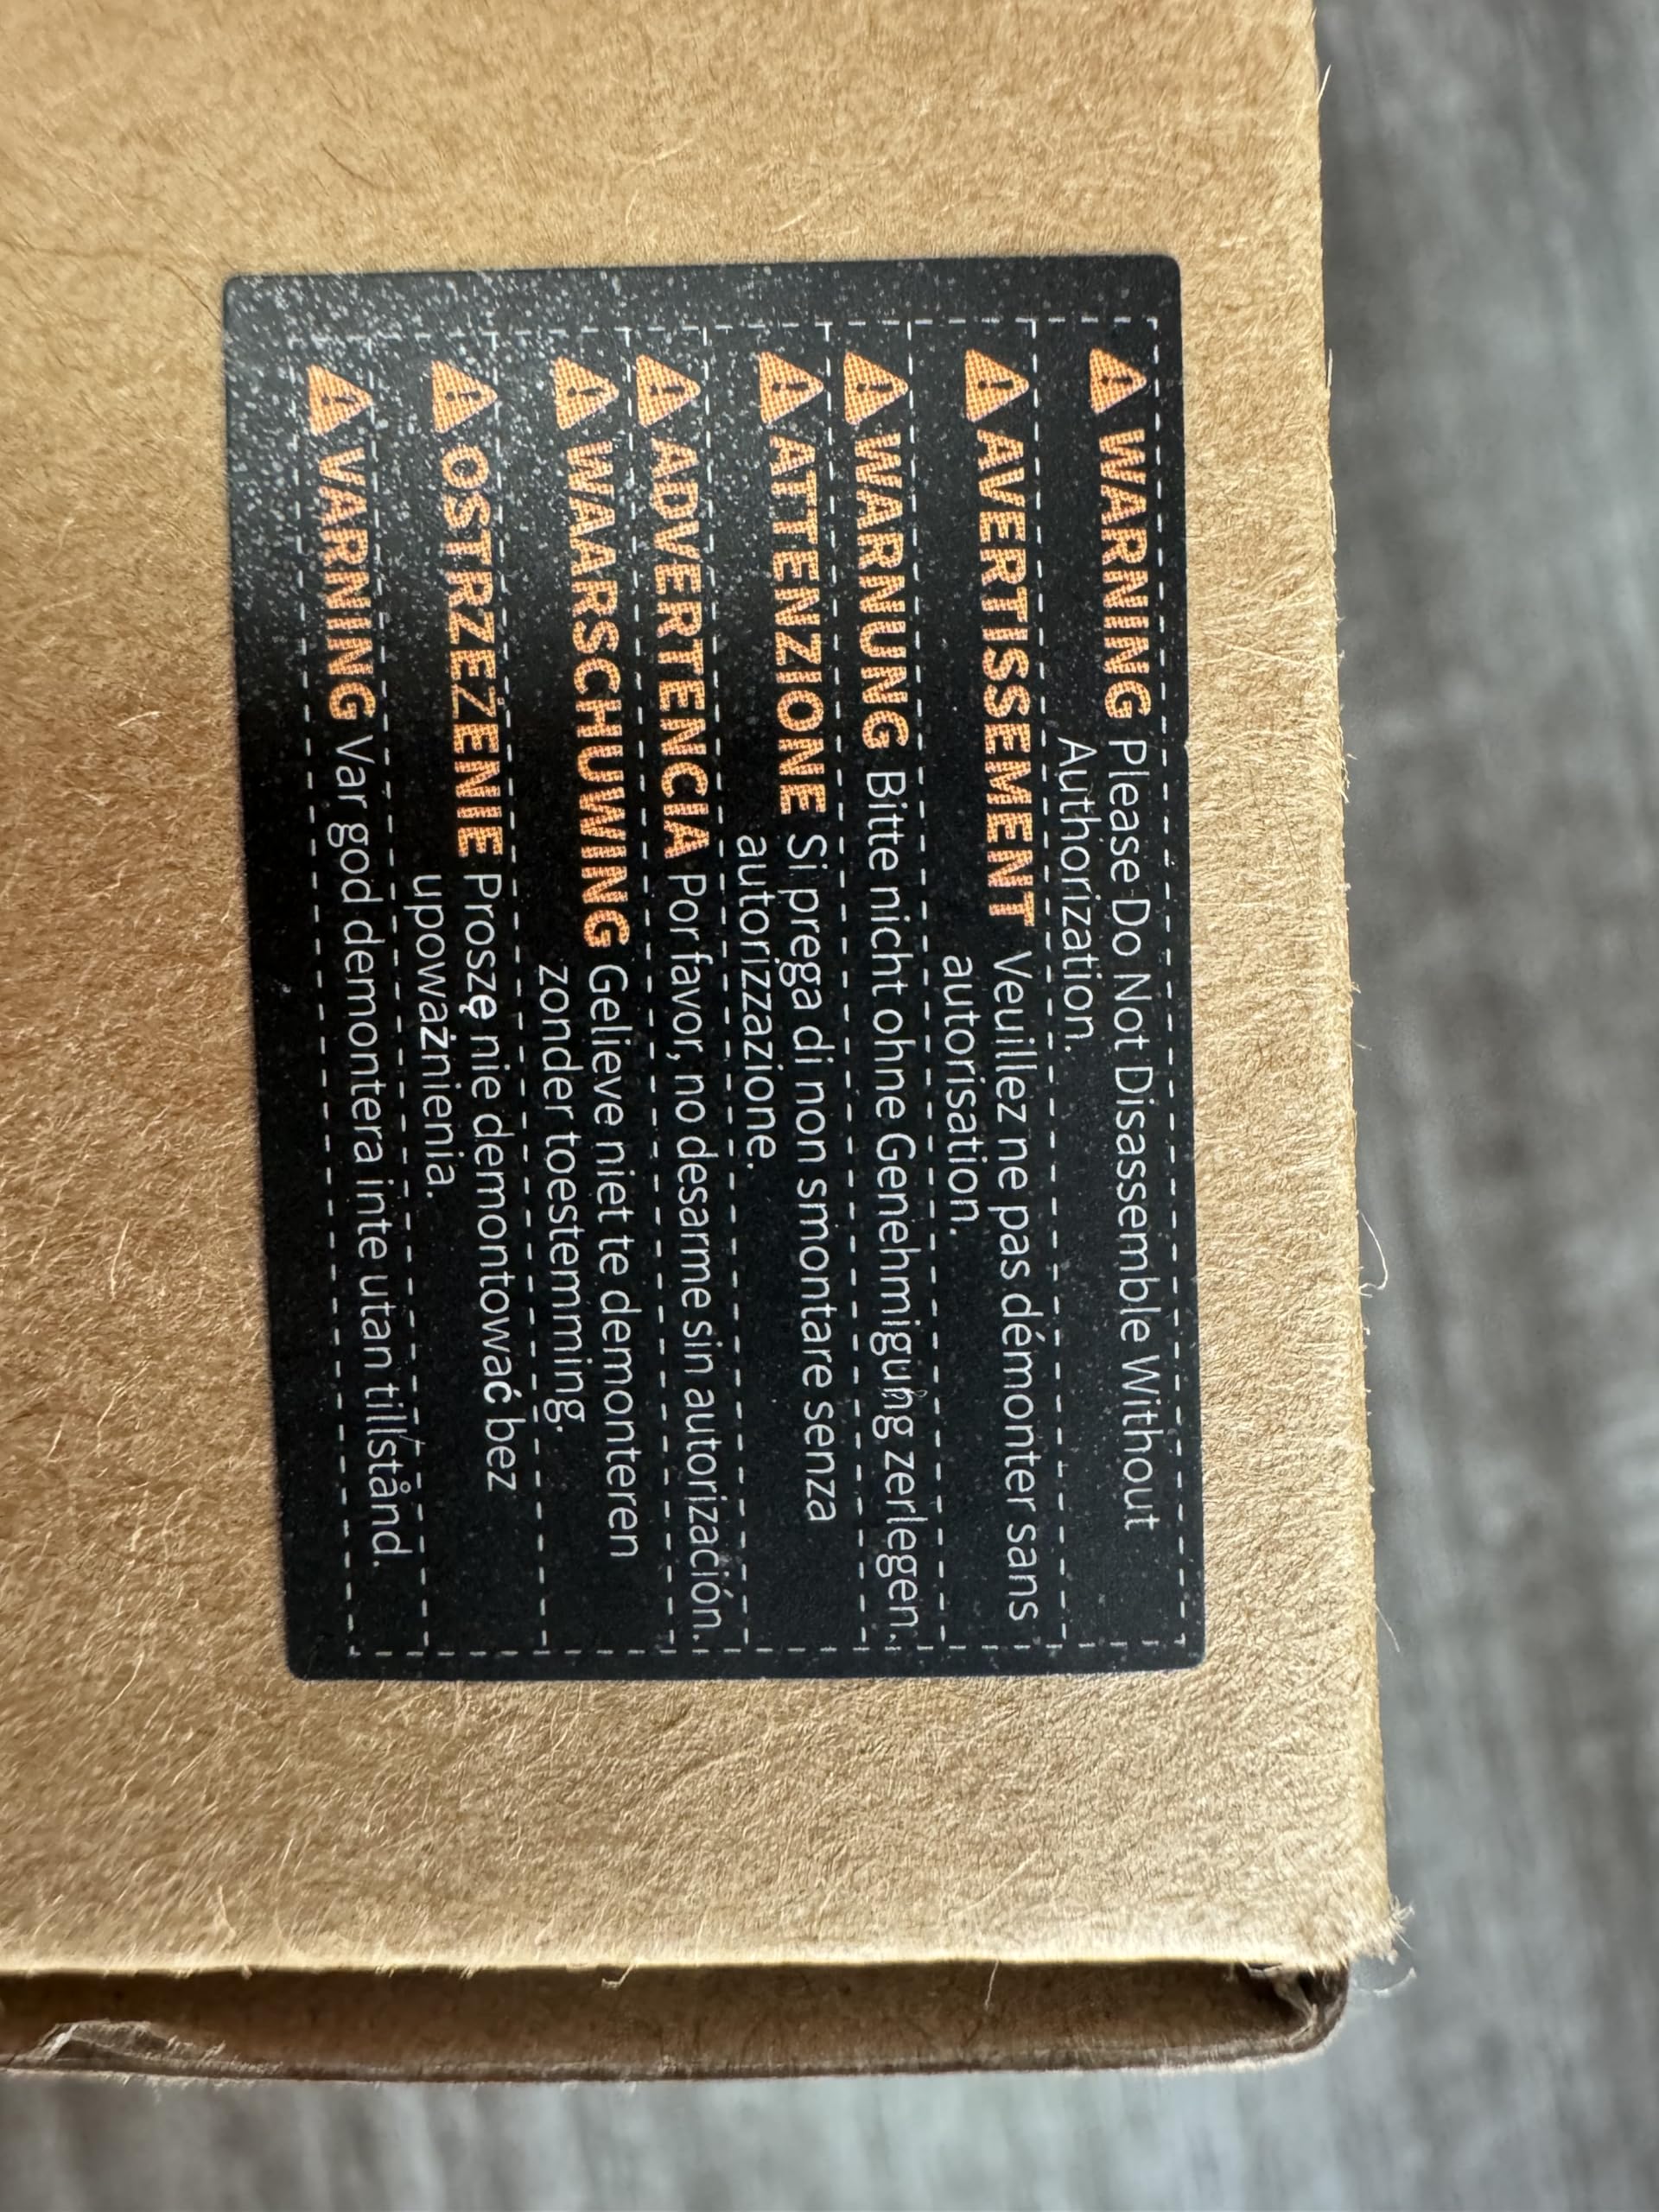 WARNING Please Do Not Disassemble Without
Authorization.
AVERTISSEMENT Veuillez ne pas démonter sans
autorisation.
WARNUNG Bitte nicht ohne Genehmigung zerlegen.
ATTENZIONE Si prega di non smontare senza
autorizzazione.
ADVERTENCIA Por favor, no desarme sin autorización.
WAARSCHUWING Gelieve niet te demonteren
zonder toestemming.
OSTRZEŻENIE Proszę nie demontować bez
upoważnienia.
VARNING Var god demontera inte utan tillstånd.